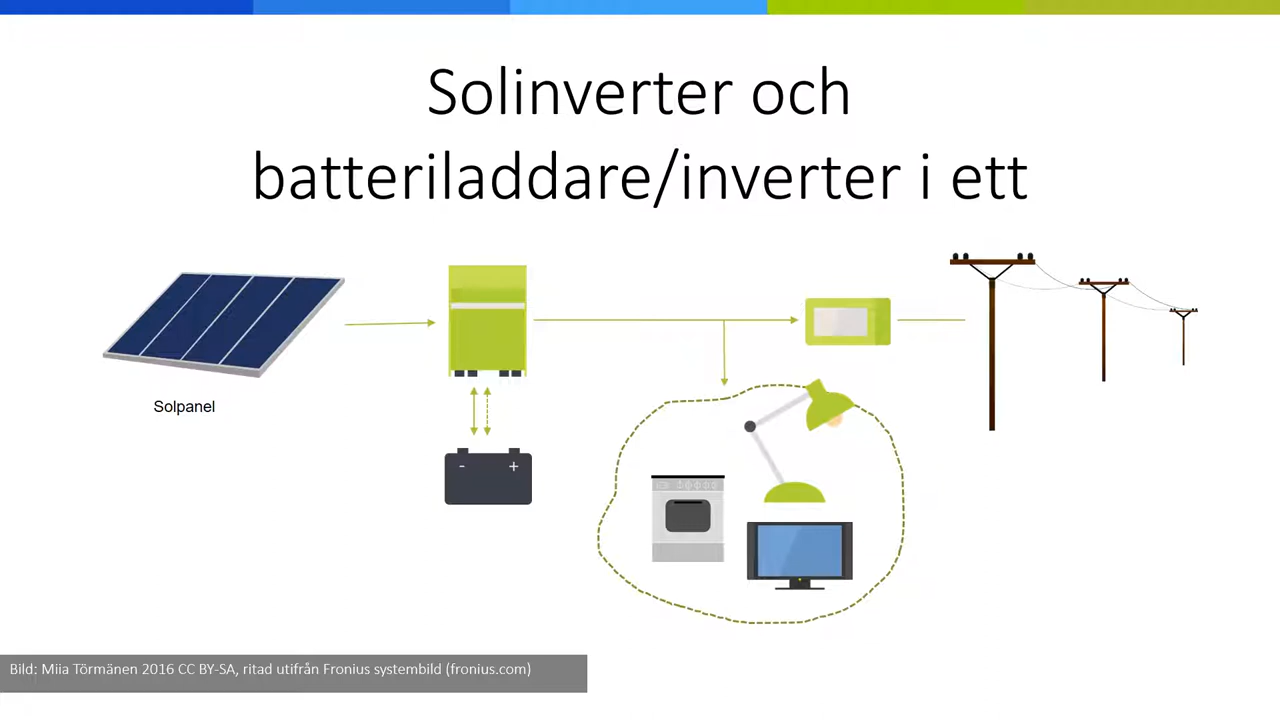 Solinverter och
batteriladdare/inverter i ett
Solpanel
- +
Bild: Miia Törmänen 2016 CC BY-SA, ritad utifrån Fronius systembild (fronius.com)